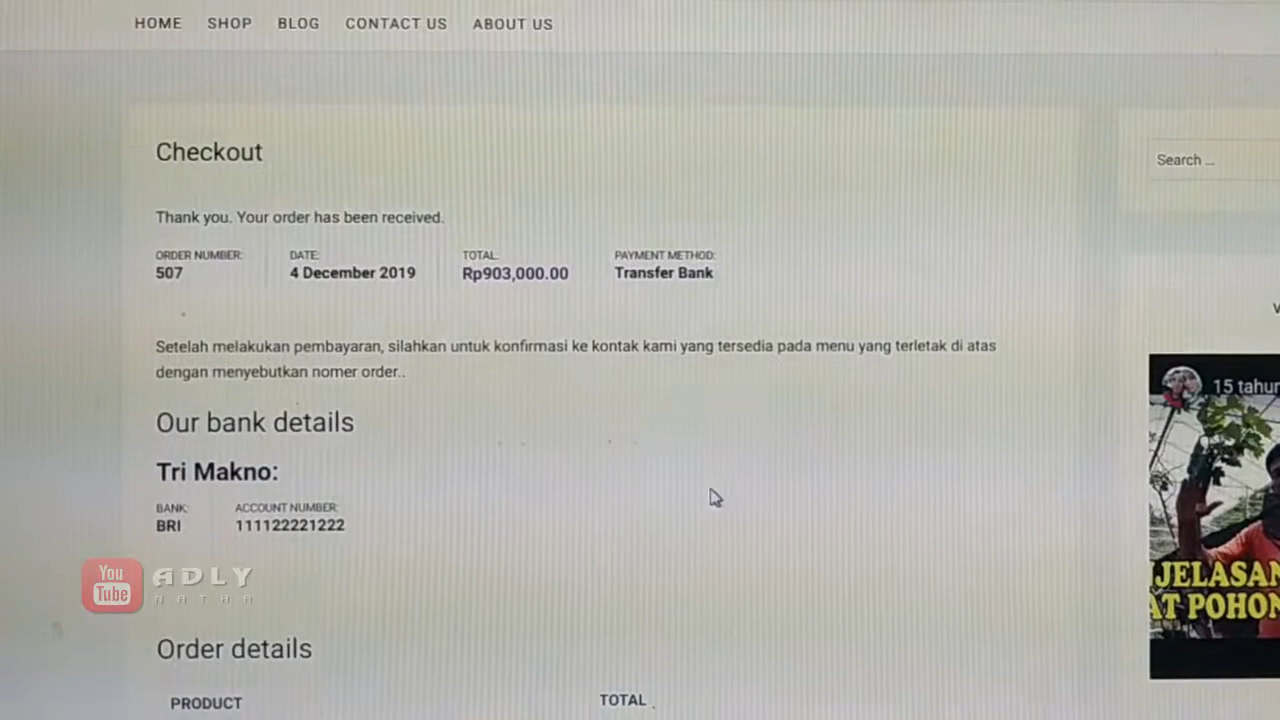 HOME SHOP BLOG CONTACT US ABOUT US
Checkout
Search ...
Thank you. Your order has been received.
ORDER NUMBER: DATE: TOTAL: PAYMENT METHOD:
507 4 December 2019 Rp903,000.00 Transfer Bank
Setelah melakukan pembayaran, silahkan untuk konfirmasi ke kontak kami yang tersedia pada menu yang terletak di atas
dengan menyebutkan nomer order..
15 tahun
Our bank details
Tri Makno:
BANK: ACCOUNT NUMBER:
BRI 111122221222
You Tube
ADLY
NATHA
JELASAN
AT POHON
Order details
PRODUCT TOTAL